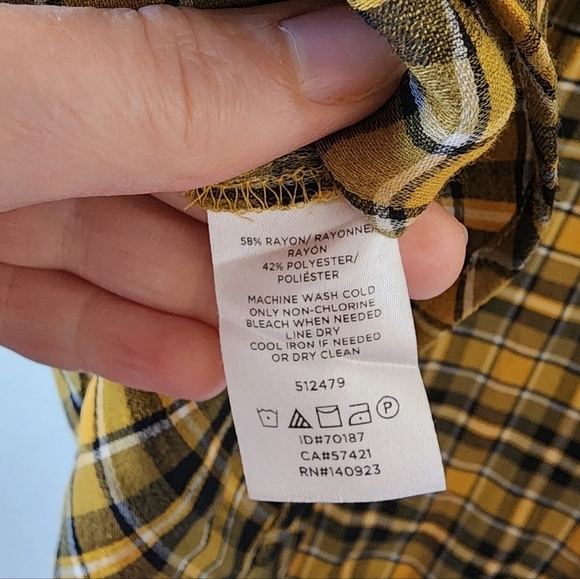 58% RAYON/ RAYONNE
RAYÓN
42% POLYESTER/
POLIÉSTER
MACHINE WASH COLD
ONLY NON-CHLORINE
BLEACH WHEN NEEDED
LINE DRY
COOL IRON IF NEEDED
OR DRY CLEAN
512479
P
ID#70187
CA#57421
RN#140923